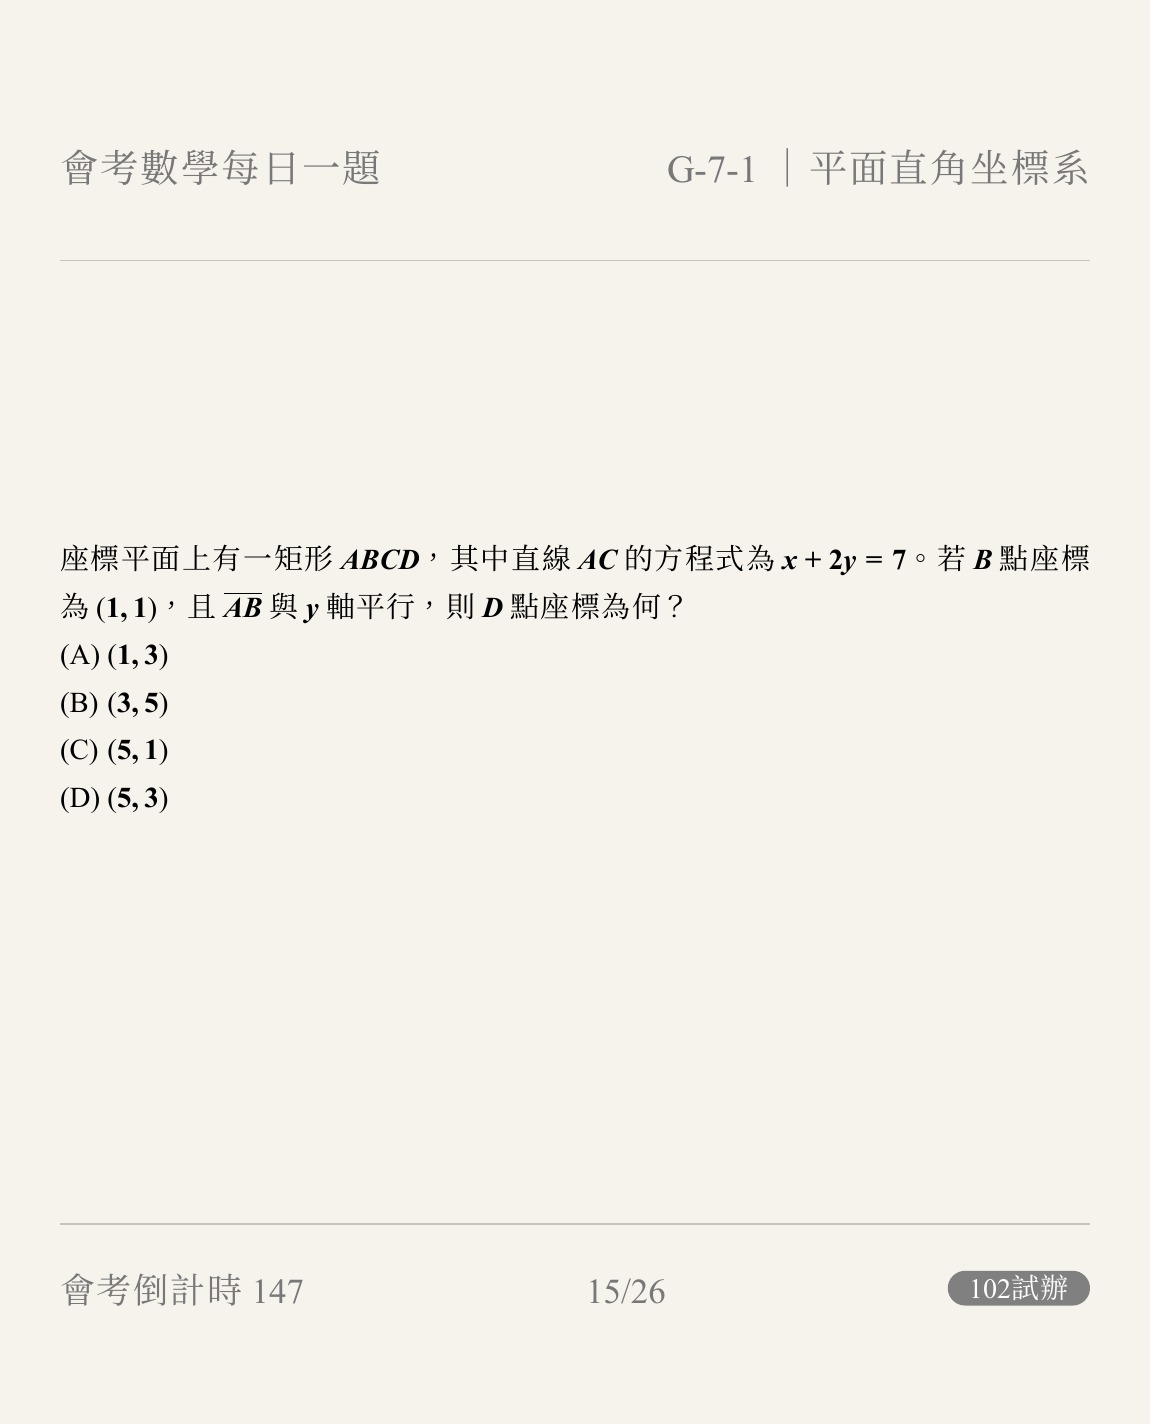 會考數學每日一題
G-7-1 ｜平面直角坐標系
座標平面上有一矩形 ABCD，其中直線 AC 的方程式為 x + 2y = 7。若 B 點座標
為 (1, 1)，且 A̅B̅ 與 y 軸平行，則 D 點座標為何？
(A) (1, 3)
(B) (3, 5)
(C) (5, 1)
(D) (5, 3)
會考倒計時 147
15/26
102試辦